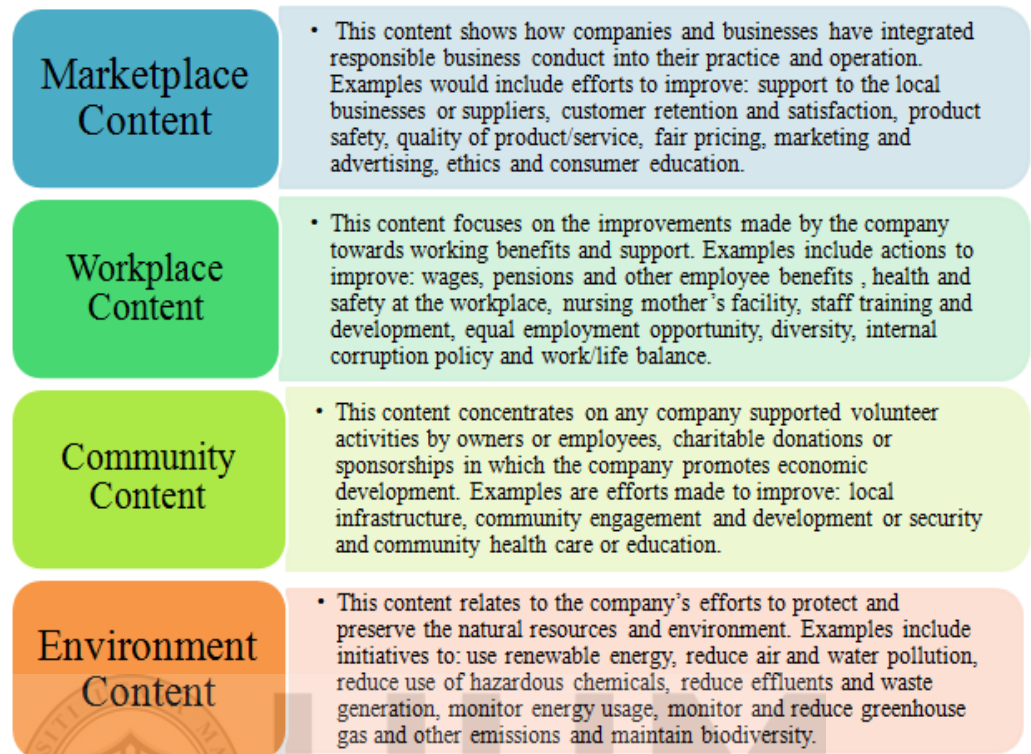 Marketplace
Content
• This content shows how companies and businesses have integrated
responsible business conduct into their practice and operation.
Examples would include efforts to improve: support to the local
businesses or suppliers, customer retention and satisfaction, product
safety, quality of product/service, fair pricing, marketing and
advertising, ethics and consumer education.
Workplace
Content
• This content focuses on the improvements made by the company
towards working benefits and support. Examples include actions to
improve: wages, pensions and other employee benefits , health and
safety at the workplace, nursing mother's facility, staff training and
development, equal employment opportunity, diversity, internal
corruption policy and work/life balance.
Community
Content
• This content concentrates on any company supported volunteer
activities by owners or employees, charitable donations or
sponsorships in which the company promotes economic
development. Examples are efforts made to improve: local
infrastructure, community engagement and development or security
and community health care or education.
Environment
Content
• This content relates to the company's efforts to protect and
preserve the natural resources and environment. Examples include
initiatives to: use renewable energy, reduce air and water pollution,
reduce use of hazardous chemicals, reduce effluents and waste
generation, monitor energy usage, monitor and reduce greenhouse
gas and other emissions and maintain biodiversity.